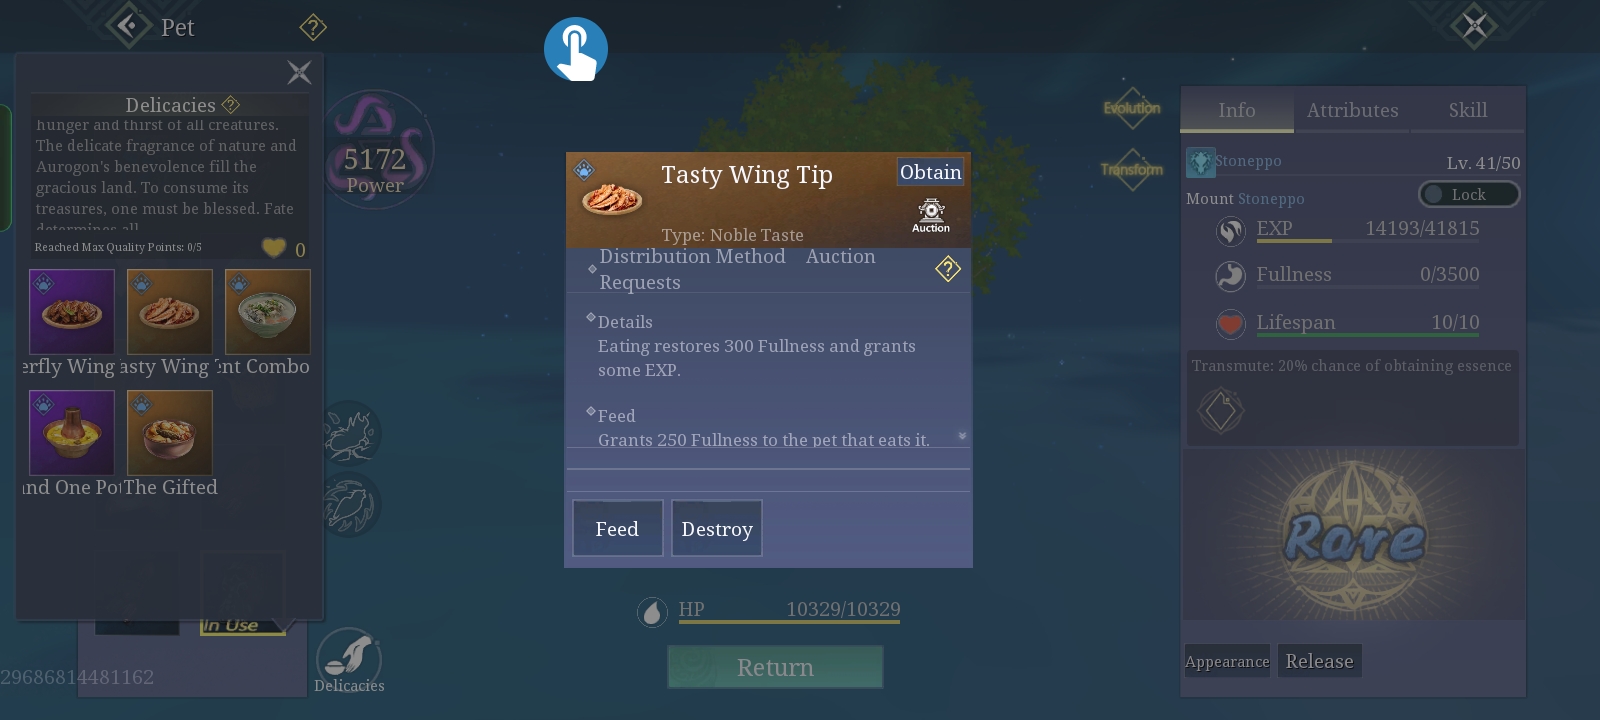 Pet
Delicacies
hunger and thirst of all creatures.
The delicate fragrance of nature and
Aurogon's benevolence fill the
gracious land. To consume its
treasures, one must be blessed. Fate
determines all
Reached Max Quality Points: 0/5
0
erfly Wing
asty Wing
nt Combo
nd One Pot
The Gifted
In Use
29686814481162
5172
Power
Delicacies
Tasty Wing Tip
Obtain
Auction
Type: Noble Taste
Distribution Method Auction
Requests
Details
Eating restores 300 Fullness and grants
some EXP.
Feed
Grants 250 Fullness to the pet that eats it.
Feed
Destroy
HP 10329/10329
Return
Evolution
Transform
Info
Attributes
Skill
Stoneppo
Lv. 41/50
Mount Stoneppo
Lock
EXP 14193/41815
Fullness 0/3500
Lifespan 10/10
Transmute: 20% chance of obtaining essence
Rare
Appearance
Release